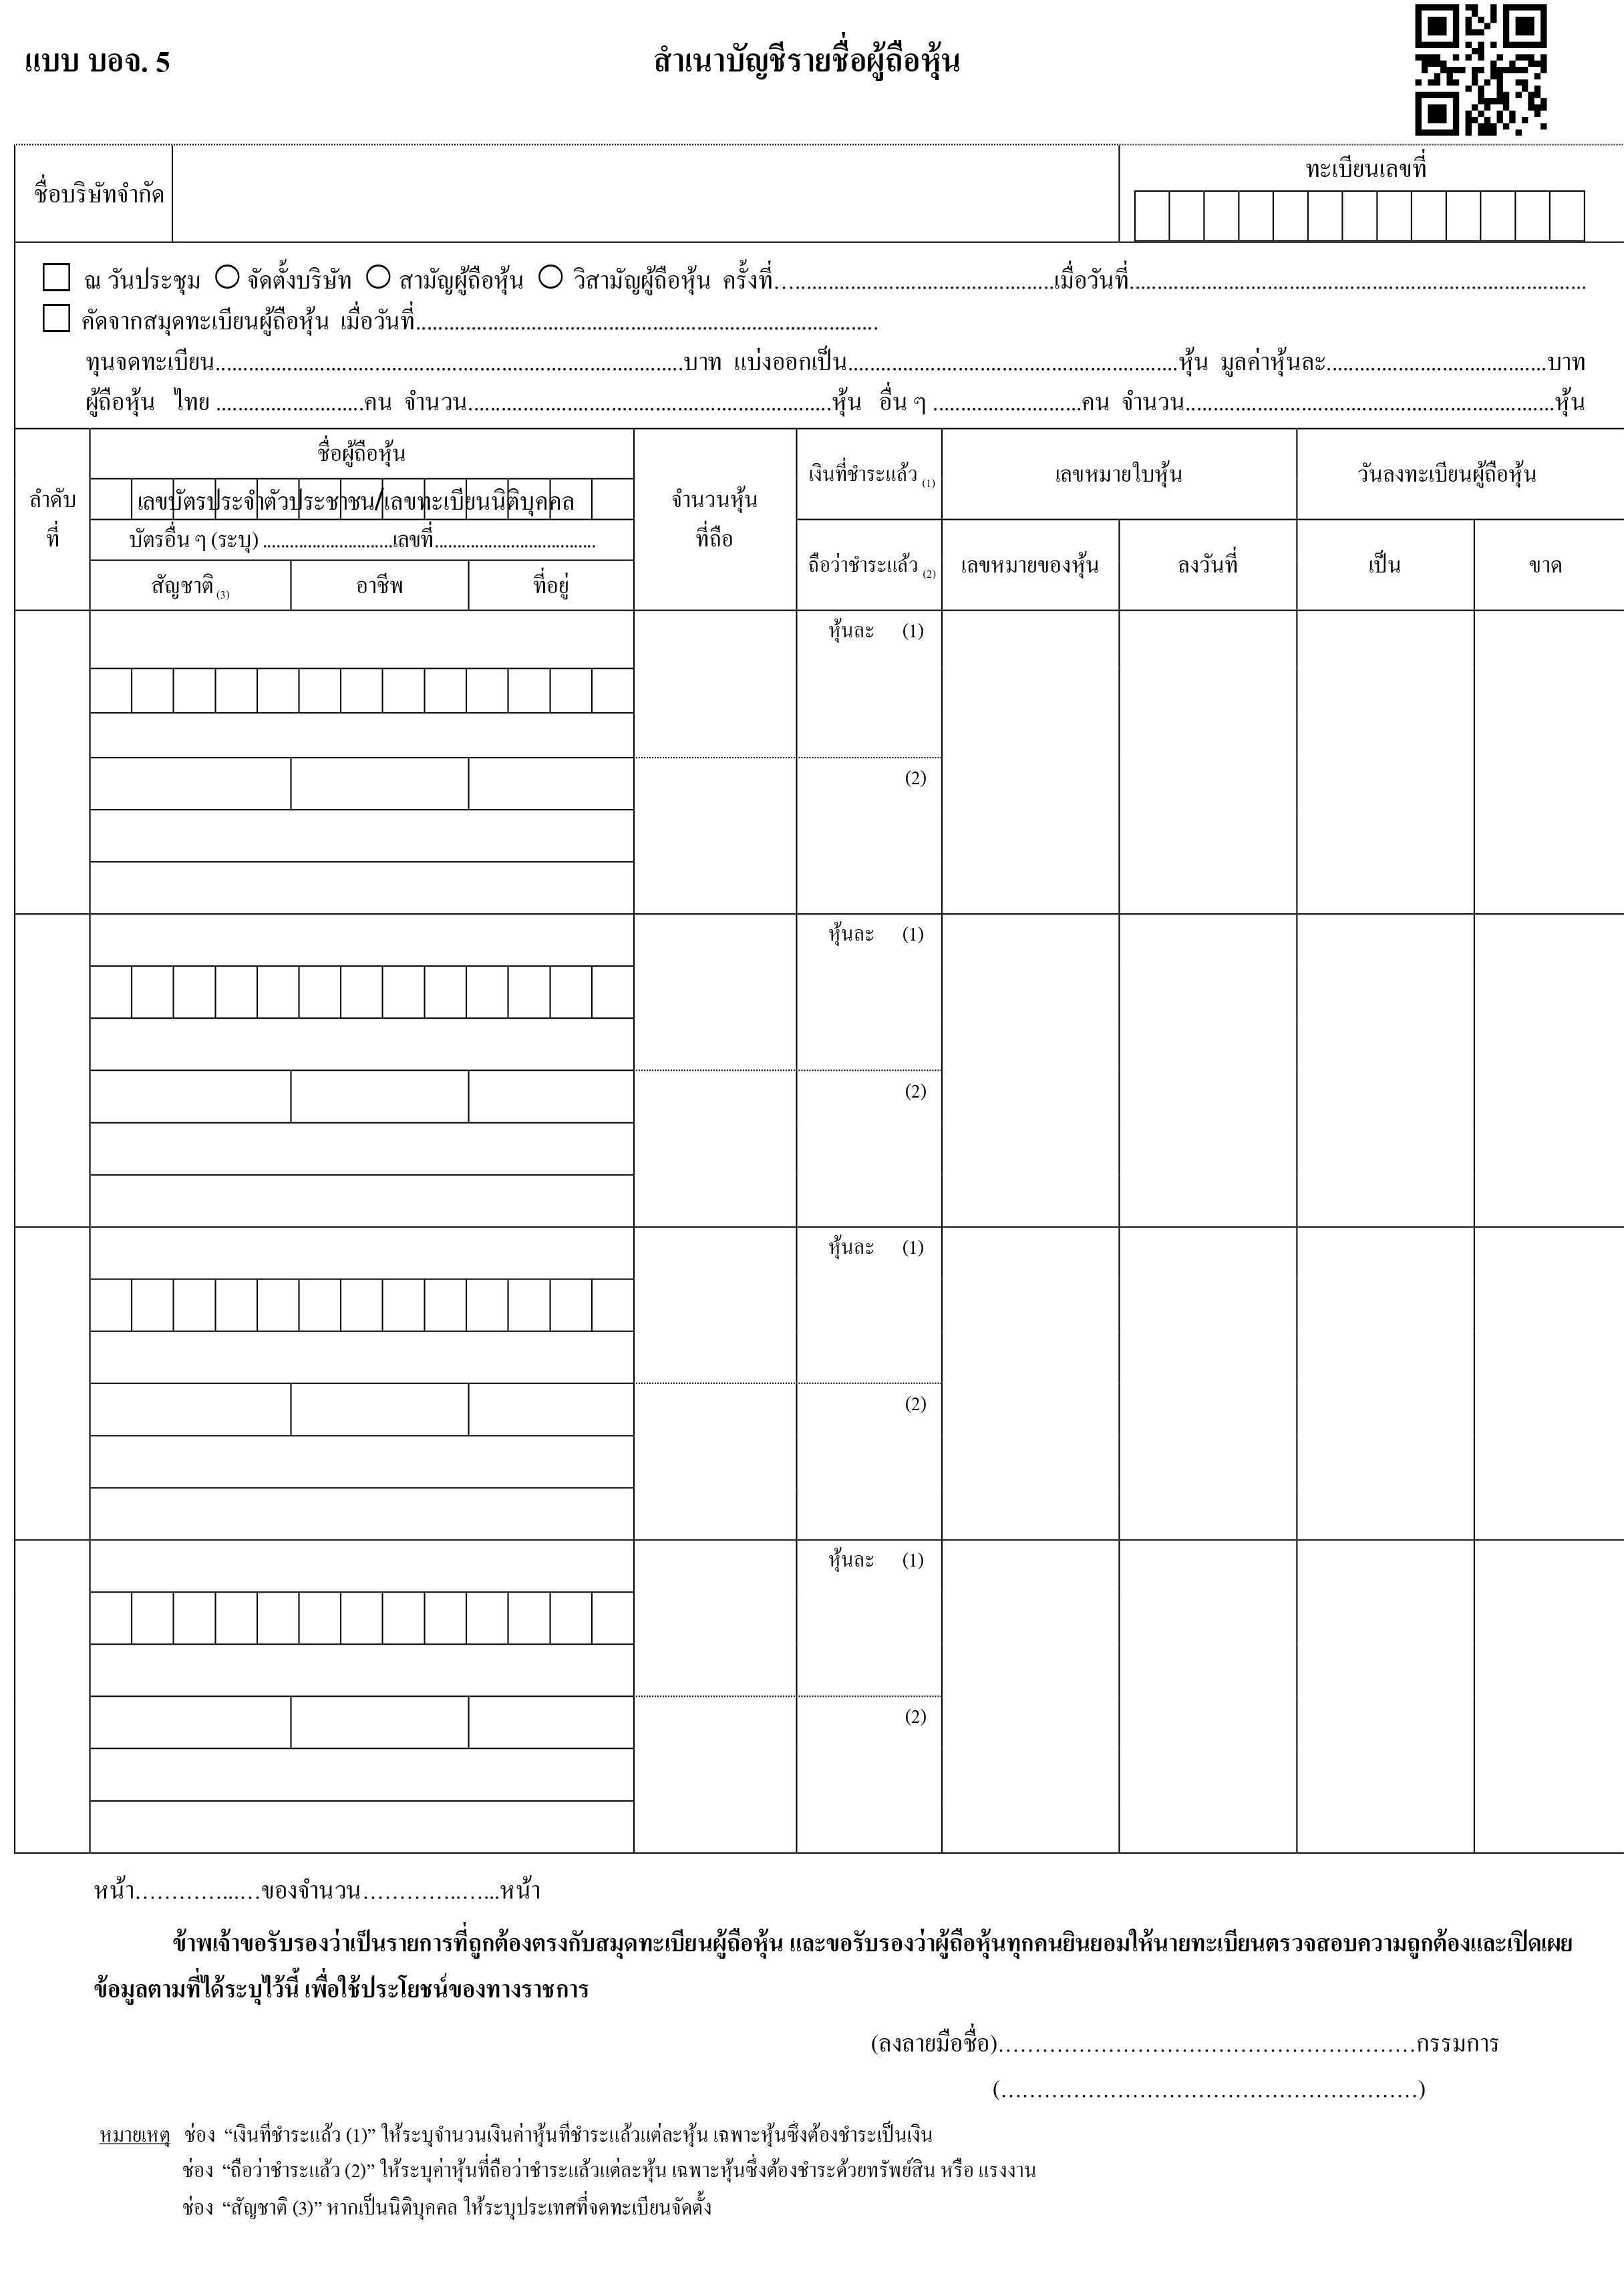 แบบ บอจ. 5
สำเนาบัญชีรายชื่อผู้ถือหุ้น
ชื่อบริษัทจำกัด
ทะเบียนเลขที่
ณ วันประชุม จัดตั้งบริษัท สามัญผู้ถือหุ้น วิสามัญผู้ถือหุ้น ครั้งที่.................................................เมื่อวันที่....................................................................................
คัดจากสมุดทะเบียนผู้ถือหุ้น เมื่อวันที่.....................................................................................
ทุนจดทะเบียน.....................................................................................บาท แบ่งออกเป็น............................................................หุ้น มูลค่าหุ้นละ........................................บาท
ผู้ถือหุ้น ไทย ...........................คน จำนวน..................................................................หุ้น อื่น ๆ ...........................คน จำนวน...................................................................หุ้น
ลำดับ
ที่
ชื่อผู้ถือหุ้น
เลขบัตรประจำตัวประชาชน/เลขทะเบียนนิติบุคคล
บัตรอื่น ๆ (ระบุ) .............................เลขที่....................................
สัญชาติ (3) อาชีพ ที่อยู่
จำนวนหุ้น
ที่ถือ
เงินที่ชำระแล้ว (1)
ถือว่าชำระแล้ว (2)
เลขหมายใบหุ้น
เลขหมายของหุ้น ลงวันที่
วันลงทะเบียนผู้ถือหุ้น
เป็น ขาด
หุ้นละ (1)
(2)
หุ้นละ (1)
(2)
หุ้นละ (1)
(2)
หุ้นละ (1)
(2)
หน้า…………...…ของจำนวน…………..…...หน้า
ข้าพเจ้าขอรับรองว่าเป็นรายการที่ถูกต้องตรงกับสมุดทะเบียนผู้ถือหุ้น และขอรับรองว่าผู้ถือหุ้นทุกคนยินยอมให้นายทะเบียนตรวจสอบความถูกต้องและเปิดเผย
ข้อมูลตามที่ได้ระบุไว้นี้ เพื่อใช้ประโยชน์ของทางราชการ
(ลงลายมือชื่อ)…………………………………………………กรรมการ
(…………………………………………………)
หมายเหตุ ช่อง “เงินที่ชำระแล้ว (1)” ให้ระบุจำนวนเงินค่าหุ้นที่ชำระแล้วแต่ละหุ้น เฉพาะหุ้นซึ่งต้องชำระเป็นเงิน
ช่อง “ถือว่าชำระแล้ว (2)” ให้ระบุค่าหุ้นที่ถือว่าชำระแล้วแต่ละหุ้น เฉพาะหุ้นซึ่งต้องชำระด้วยทรัพย์สิน หรือ แรงงาน
ช่อง “สัญชาติ (3)” หากเป็นนิติบุคคล ให้ระบุประเทศที่จดทะเบียนจัดตั้ง